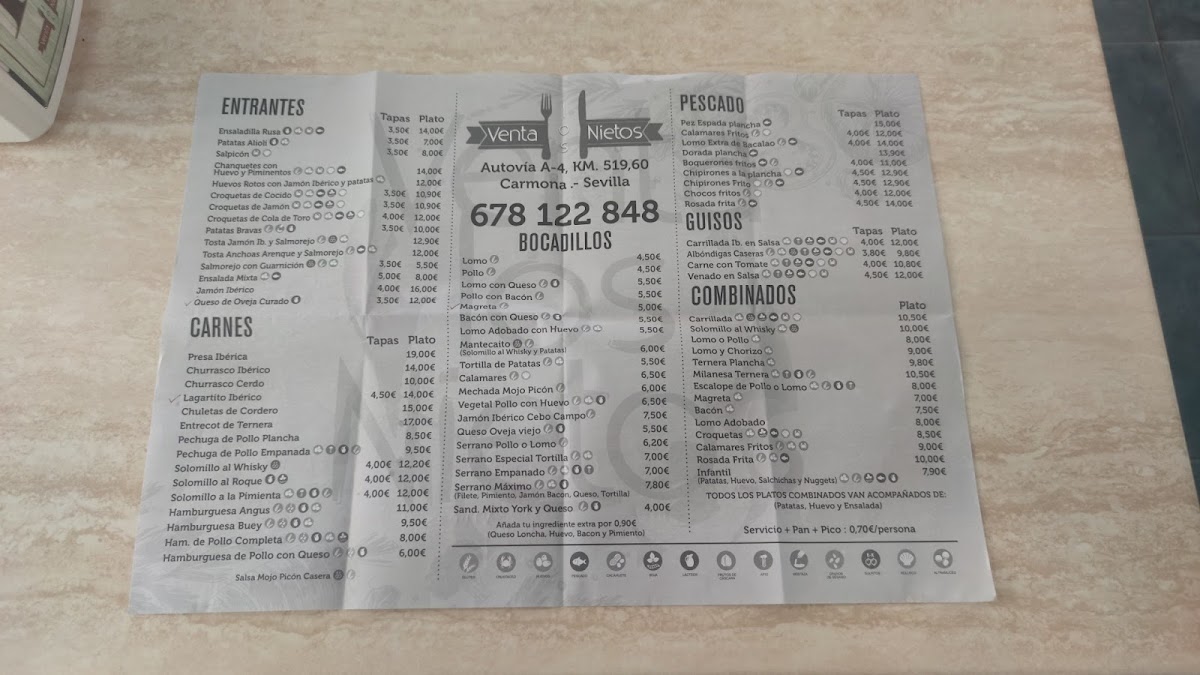 ENTRANTES
Tapas Plato
Ensaladilla Rusa 3,50€ 14,00€
Patatas Alioli 3,50€ 7,00€
Salpicón 3,50€ 8,00€
Chanquetes con
Huevo y Piminentos 14,00€
Huevos Rotos con Jamón Ibérico y patatas 12,00€
Croquetas de Cocido 3,50€ 10,90€
Croquetas de Jamón 3,50€ 10,90€
Croquetas de Cola de Toro 4,00€ 12,00€
Patatas Bravas 3,50€ 10,00€
Tosta Jamón Ib. y Salmorejo 12,90€
Tosta Anchoas Arenque y Salmorejo 12,00€
Salmorejo con Guarnición 3,50€ 5,50€
Ensalada Mixta 5,00€ 8,00€
Jamón Ibérico 4,00€ 16,00€
Queso de Oveja Curado 3,50€ 12,00€
CARNES
Tapas Plato
Presa Ibérica 19,00€
Churrasco Ibérico 14,00€
Churrasco Cerdo 10,00€
Lagartito Ibérico 4,50€ 14,00€
Chuletas de Cordero 15,00€
Entrecot de Ternera 17,00€
Pechuga de Pollo Plancha 8,50€
Pechuga de Pollo Empanada 9,50€
Solomillo al Whisky 4,00€ 12,20€
Solomillo al Roque 4,00€ 12,00€
Solomillo a la Pimienta 4,00€ 12,00€
Hamburguesa Angus 11,00€
Hamburguesa Buey 9,50€
Ham. de Pollo Completa 8,00€
Hamburguesa de Pollo con Queso 6,00€
Salsa Mojo Picón Casera
Venta Nietos
Autovía A-4, KM. 519,60
Carmona .- Sevilla
678 122 848
BOCADILLOS
Lomo 4,50€
Pollo 4,50€
Lomo con Queso 5,50€
Pollo con Bacón 5,50€
Magreta 5,00€
Bacón con Queso 5,50€
Lomo Adobado con Huevo 5,50€
Mantecaito 6,00€
(Solomillo al Whisky y Patatas)
Tortilla de Patatas 5,50€
Calamares 6,50€
Mechada Mojo Picón 6,00€
Vegetal Pollo con Huevo 6,50€
Jamón Ibérico Cebo Campo 7,50€
Queso Oveja viejo 5,50€
Serrano Pollo o Lomo 6,20€
Serrano Especial Tortilla 7,00€
Serrano Empanado 7,00€
Serrano Máximo 7,80€
(Filete, Pimiento, Jamón Bacon, Queso, Tortilla)
Sand. Mixto York y Queso 4,00€
Añada tu ingrediente extra por 0,90€
(Queso Loncha, Huevo, Bacon y Pimiento)
PESCADO
Tapas Plato
Pez Espada plancha 15,00€
Calamares Fritos 4,00€ 12,00€
Lomo Extra de Bacalao 4,00€ 14,00€
Dorada plancha 13,90€
Boquerones fritos 4,00€ 11,00€
Chipirones a la plancha 4,50€ 12,90€
Chipirones Frito 4,50€ 12,90€
Chocos fritos 4,00€ 12,00€
Rosada frita 4,50€ 14,00€
GUISOS
Tapas Plato
Carrillada Ib. en Salsa 4,00€ 12,00€
Albóndigas Caseras 3,80€ 9,80€
Carne con Tomate 4,00€ 10,80€
Venado en Salsa 4,50€ 12,00€
COMBINADOS
Plato
Carrillada 10,50€
Solomillo al Whisky 10,00€
Lomo o Pollo 8,00€
Lomo y Chorizo 9,00€
Ternera Plancha 9,80€
Milanesa Ternera 10,50€
Escalope de Pollo o Lomo 8,00€
Magreta 7,00€
Bacón 7,50€
Lomo Adobado 8,00€
Croquetas 8,50€
Calamares Fritos 9,00€
Rosada Frita 10,00€
Infantil 7,90€
(Patatas, Huevo, Salchichas y Nuggets)
TODOS LOS PLATOS COMBINADOS VAN ACOMPAÑADOS DE:
(Patatas, Huevo y Ensalada)
Servicio + Pan + Pico : 0,70€/persona